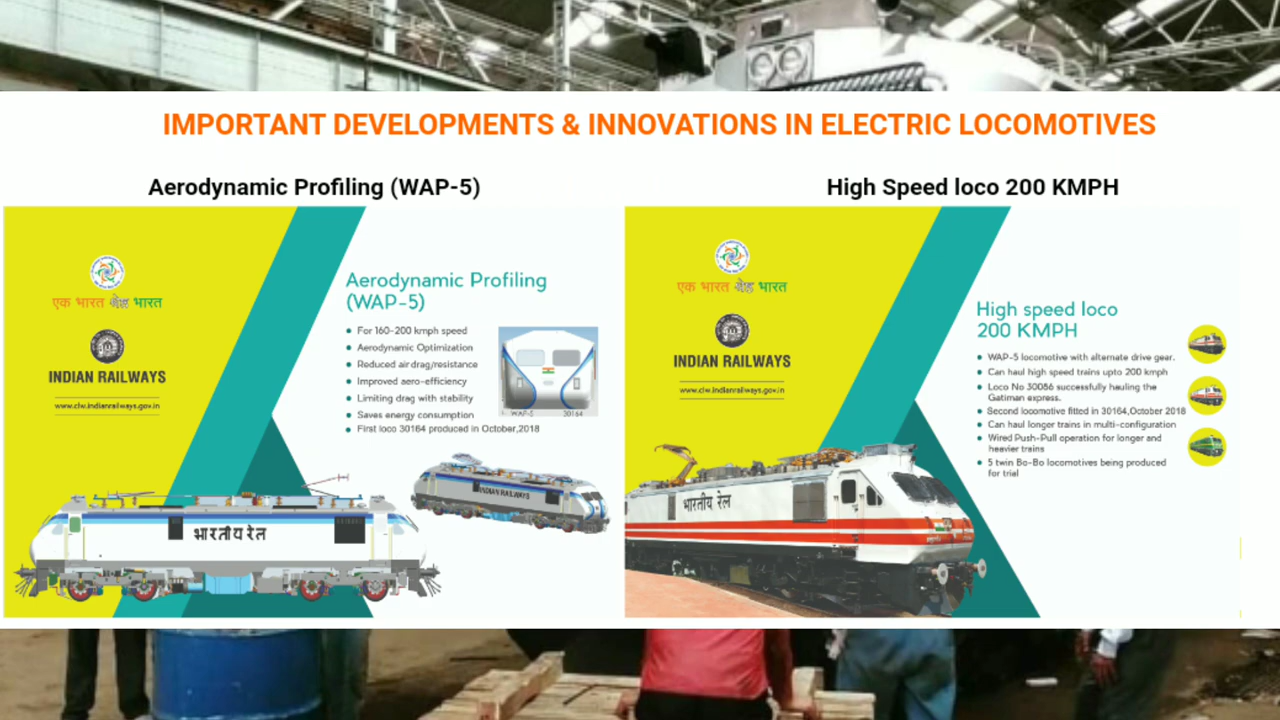 IMPORTANT DEVELOPMENTS & INNOVATIONS IN ELECTRIC LOCOMOTIVES
Aerodynamic Profiling (WAP-5)
एक भारत श्रेष्ठ भारत
INDIAN RAILWAYS
www.clw.indianrailways.gov.in
Aerodynamic Profiling
(WAP-5)
For 160-200 kmph speed
Aerodynamic Optimization
Reduced air drag/resistance
Improved aero-efficiency
Limiting drag with stability
Saves energy consumption
First loco 30164 produced in October,2018
WAP-5 30164
INDIAN RAILWAYS
भारतीय रेल
High Speed loco 200 KMPH
एक भारत श्रेष्ठ भारत
INDIAN RAILWAYS
www.clw.indianrailways.gov.in
High speed loco
200 KMPH
WAP-5 locomotive with alternate drive gear.
Can haul high speed trains upto 200 kmph
Loco No 30086 successfully hauling the
Gatiman express.
Second locomotive fitted in 30164,October 2018
Can haul longer trains in multi-configuration
Wired Push-Pull operation for longer and
heavier trains
5 twin Bo-Bo locomotives being produced
for trial
भारतीय रेल